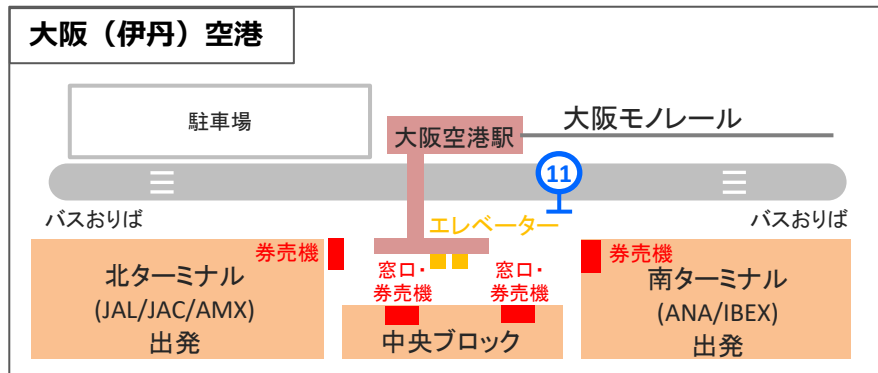 大阪（伊丹）空港
駐車場
大阪空港駅
大阪モノレール
11
バスおりば
エレベーター
バスおりば
券売機
北ターミナル
(JAL/JAC/AMX)
出発
窓口・
券売機
窓口・
券売機
中央ブロック
券売機
南ターミナル
(ANA/IBEX)
出発